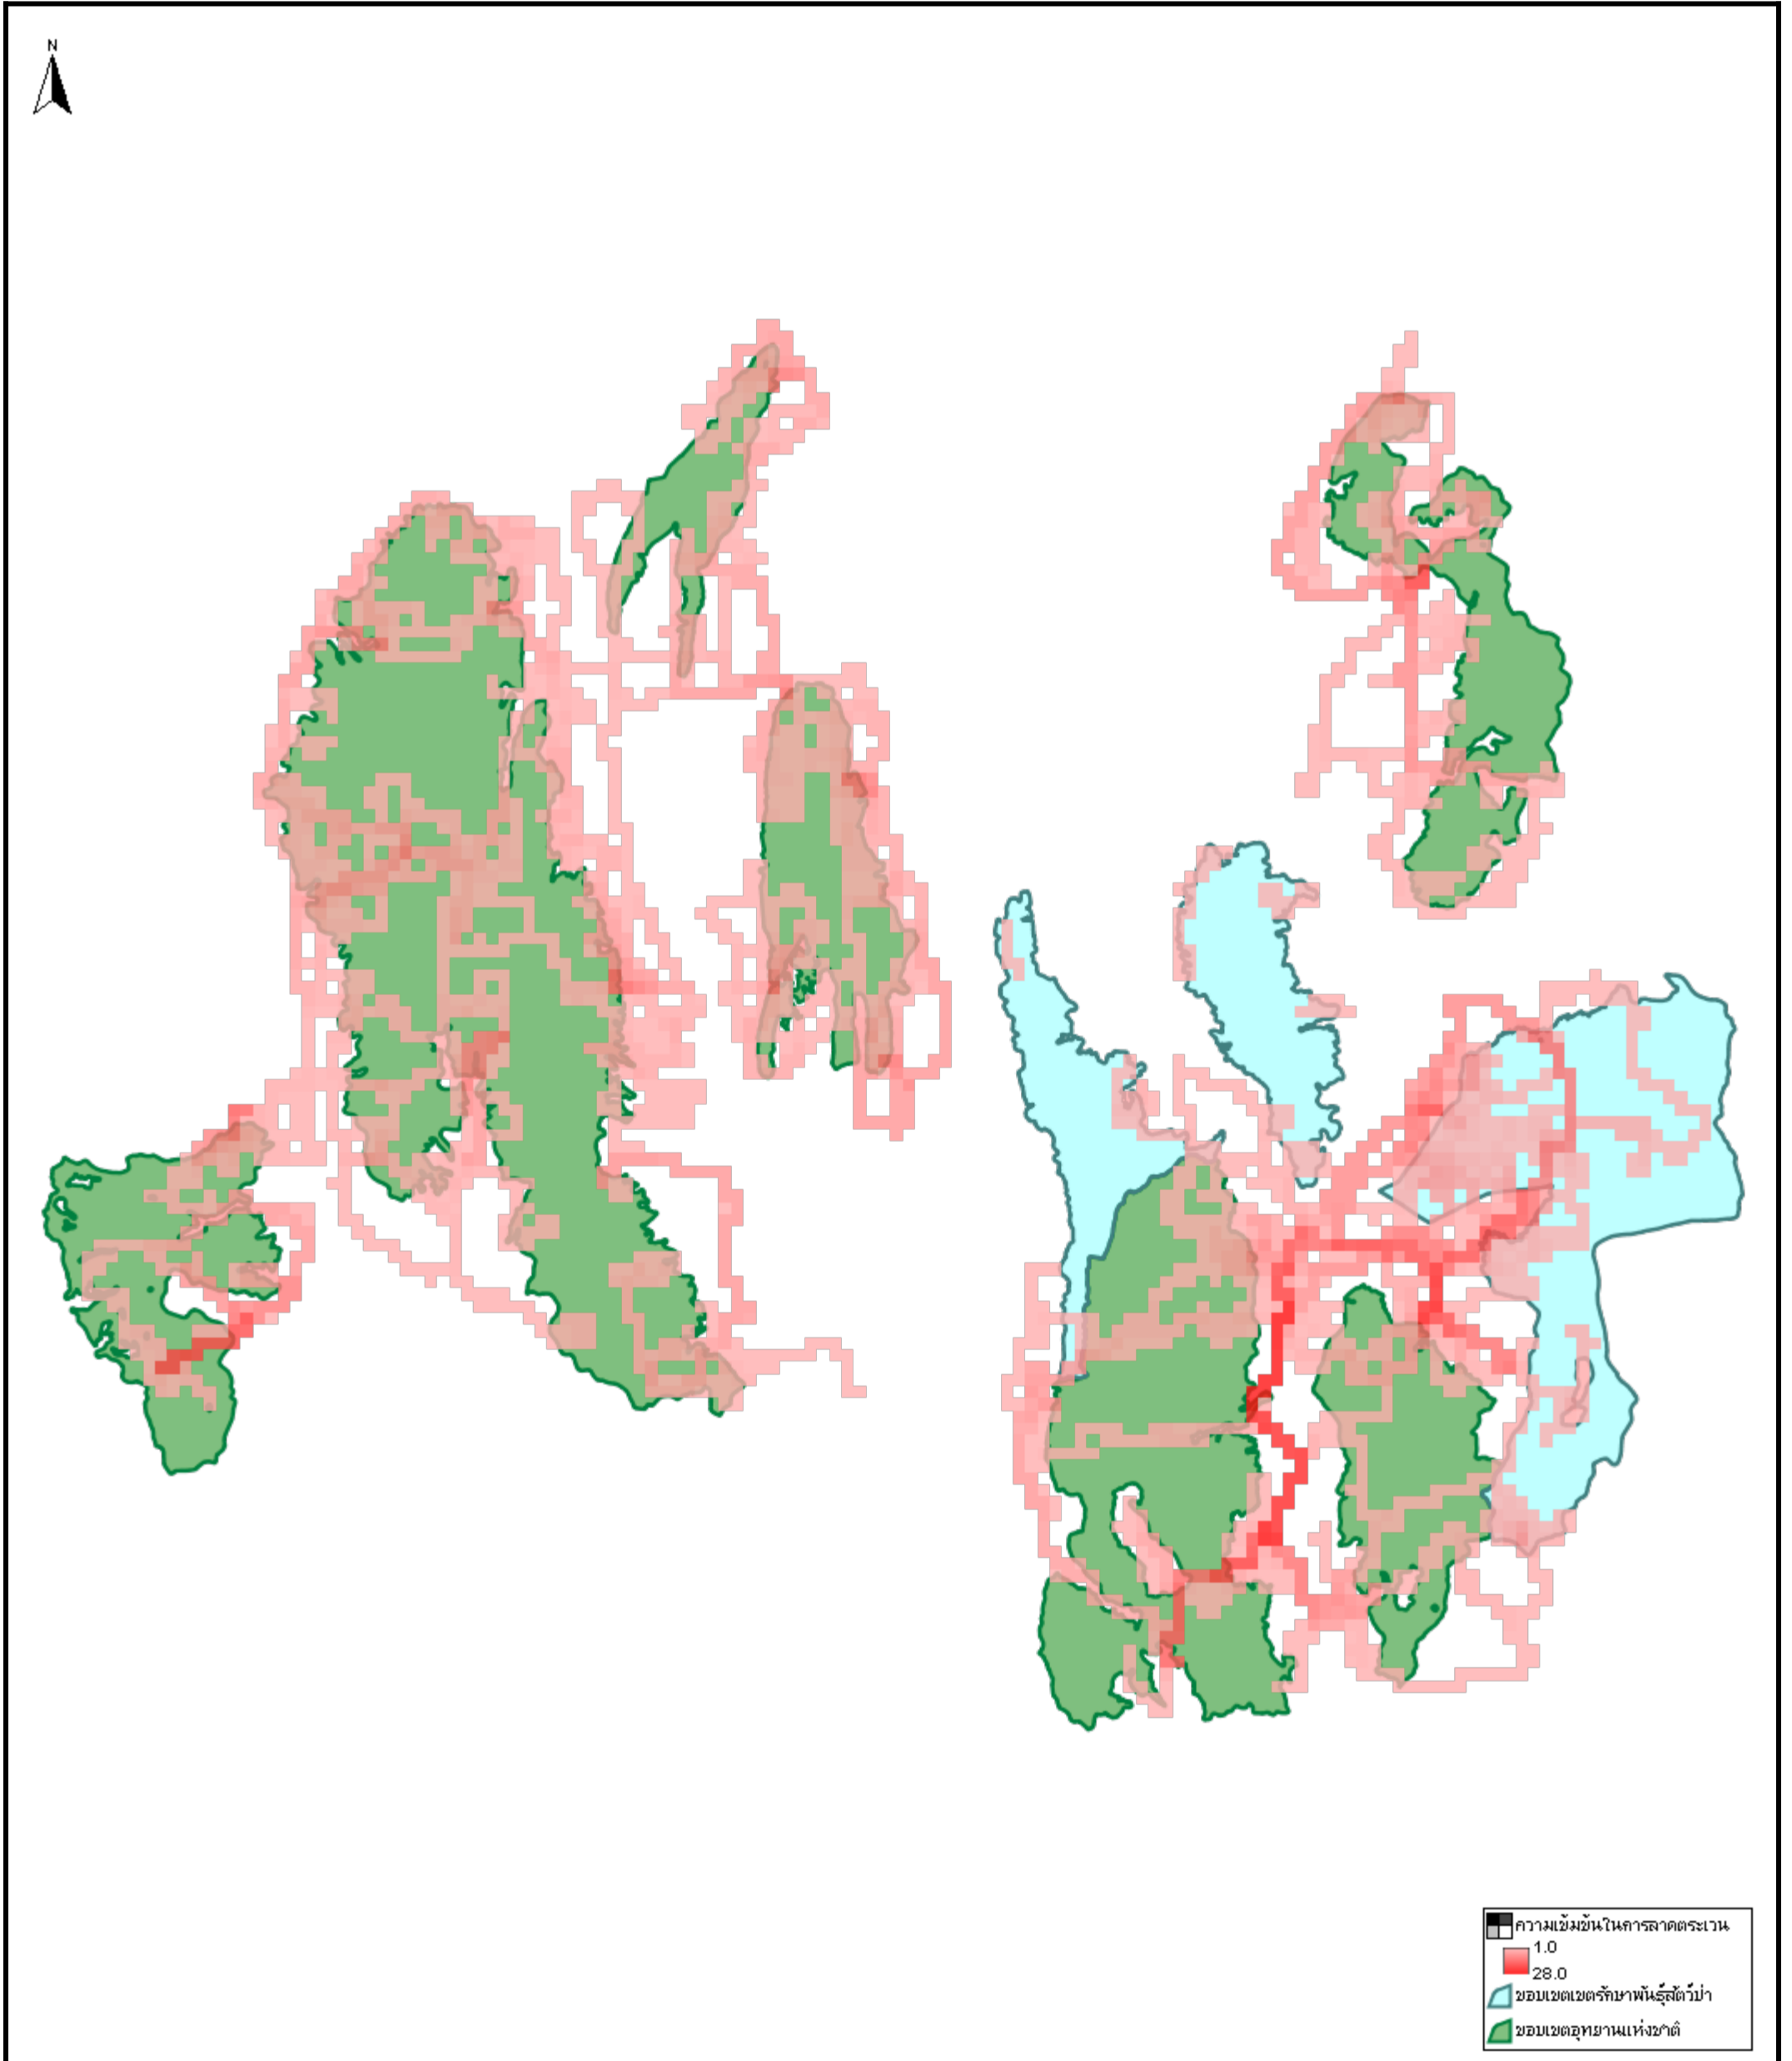 N
ความเข้มข้นในการลาดตระเวน
1.0
28.0
ขอบเขตเขตรักษาพันธุ์สัตว์ป่า
ขอบเขตอุทยานแห่งชาติ